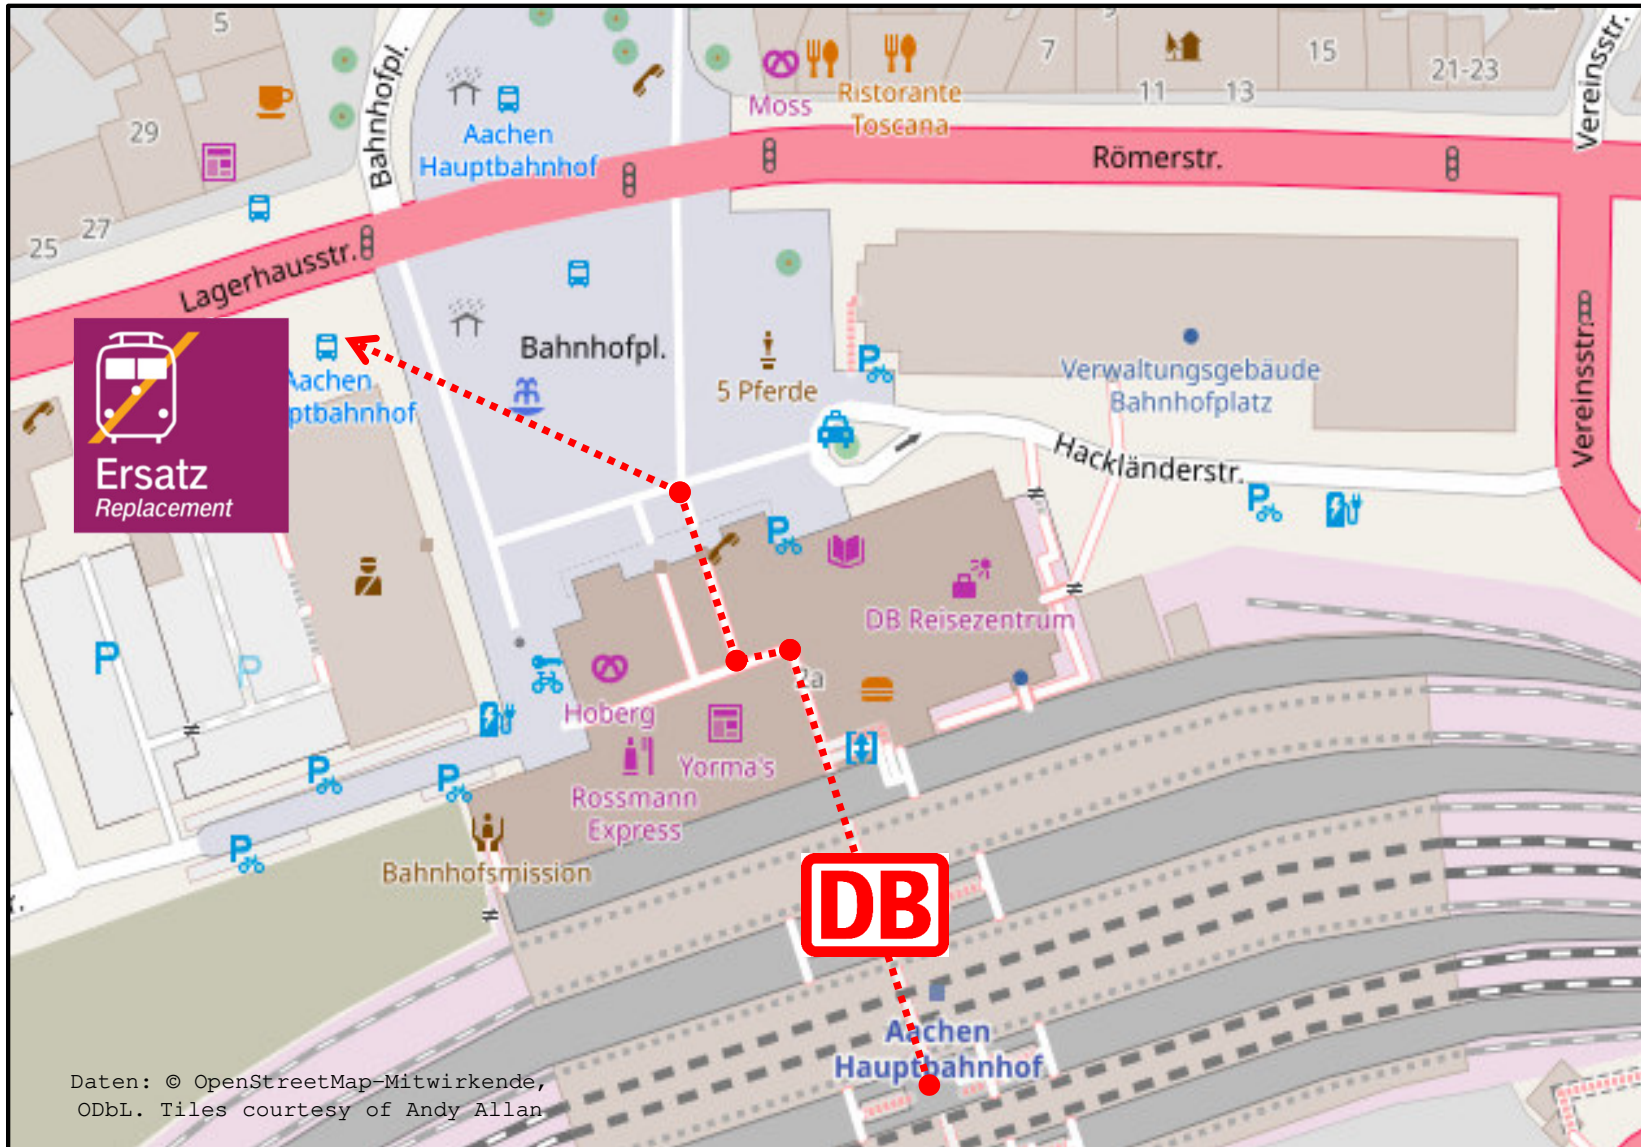 5
29
27
25
Bahnhofpl.
Aachen
Hauptbahnhof
Moss
Ristorante
Toscana
7
11
13
15
21-23
Vereinsstr.
Römerstr.
Lagerhausstr.
Bahnhofpl.
5 Pferde
Verwaltungsgebäude
Bahnhofplatz
Vereinsstr.
Hackländerstr.
Aachen
ptbahnhof
Ersatz
Replacement
P
P
P
P
P
P
P
P
DB Reisezentrum
a
Hoberg
Yorma's
Rossmann
Express
Bahnhofsmission
DB
Aachen
Hauptbahnhof
Daten: © OpenStreetMap-Mitwirkende,
ODbL. Tiles courtesy of Andy Allan